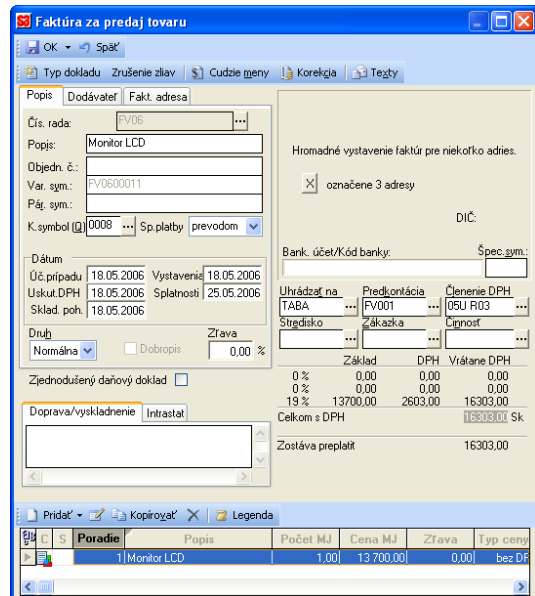 Faktúra za predaj tovaru
OK Späť
Typ dokladu Zrušenie zliav Cudzie meny Korekcia Texty
Popis Dodávateľ Fakt. adresa
Čís. rada: FV06 ...
Popis: Monitor LCD
Objedn. č.:
Var. sym.: FV0600011
Pár. sym.:
K.symbol (Q) 0008 ... Sp.platby prevodom
Dátum
Úč.prípadu 18.05.2006 Vystavenia 18.05.2006
Uskut.DPH 18.05.2006 Splatnosti 25.05.2006
Sklad. poh. 18.05.2006
Druh Zľava
Normálna Dobropis 0,00 %
Zjednodušený daňový doklad
Doprava/vyskladnenie Intrastat
Hromadné vystavenie faktúr pre niekoľko adries.
X označene 3 adresy
DIČ:
Bank. účet/Kód banky: Špec.sym.:
Uhrádzať na Predkontácia Členenie DPH
TABA ... FV001 ... 05U R03 ...
Stredisko Zákazka Činnosť
... ... ...
Základ DPH Vrátane DPH
0 % 0,00 0,00 0,00
0 % 0,00 0,00 0,00
19 % 13700,00 2603,00 16303,00
Celkom s DPH 16303,00 Sk
Zostáva preplatiť 16303,00
Pridať Kopírovať Legenda
C S Poradie Popis Počet MJ Cena MJ Zľava Typ ceny
1 Monitor LCD 1,00 13 700,00 0,00 bez DF